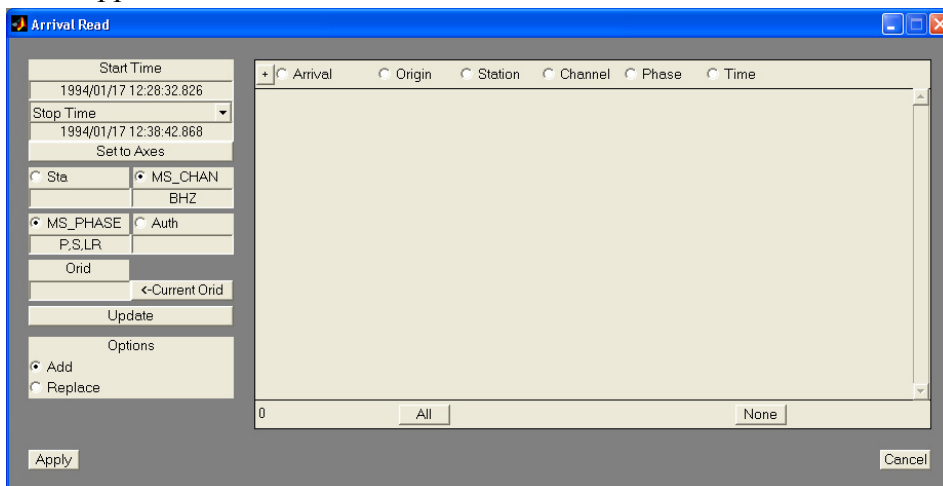 Arrival Read
Start Time
1994/01/17 12:28:32.826
Stop Time
1994/01/17 12:38:42.868
Set to Axes
Sta MS_CHAN
BHZ
MS_PHASE Auth
P,S,LR
Orid
<-Current Orid
Update
Options
Add
Replace
+ Arrival Origin Station Channel Phase Time
0 All None
Apply Cancel